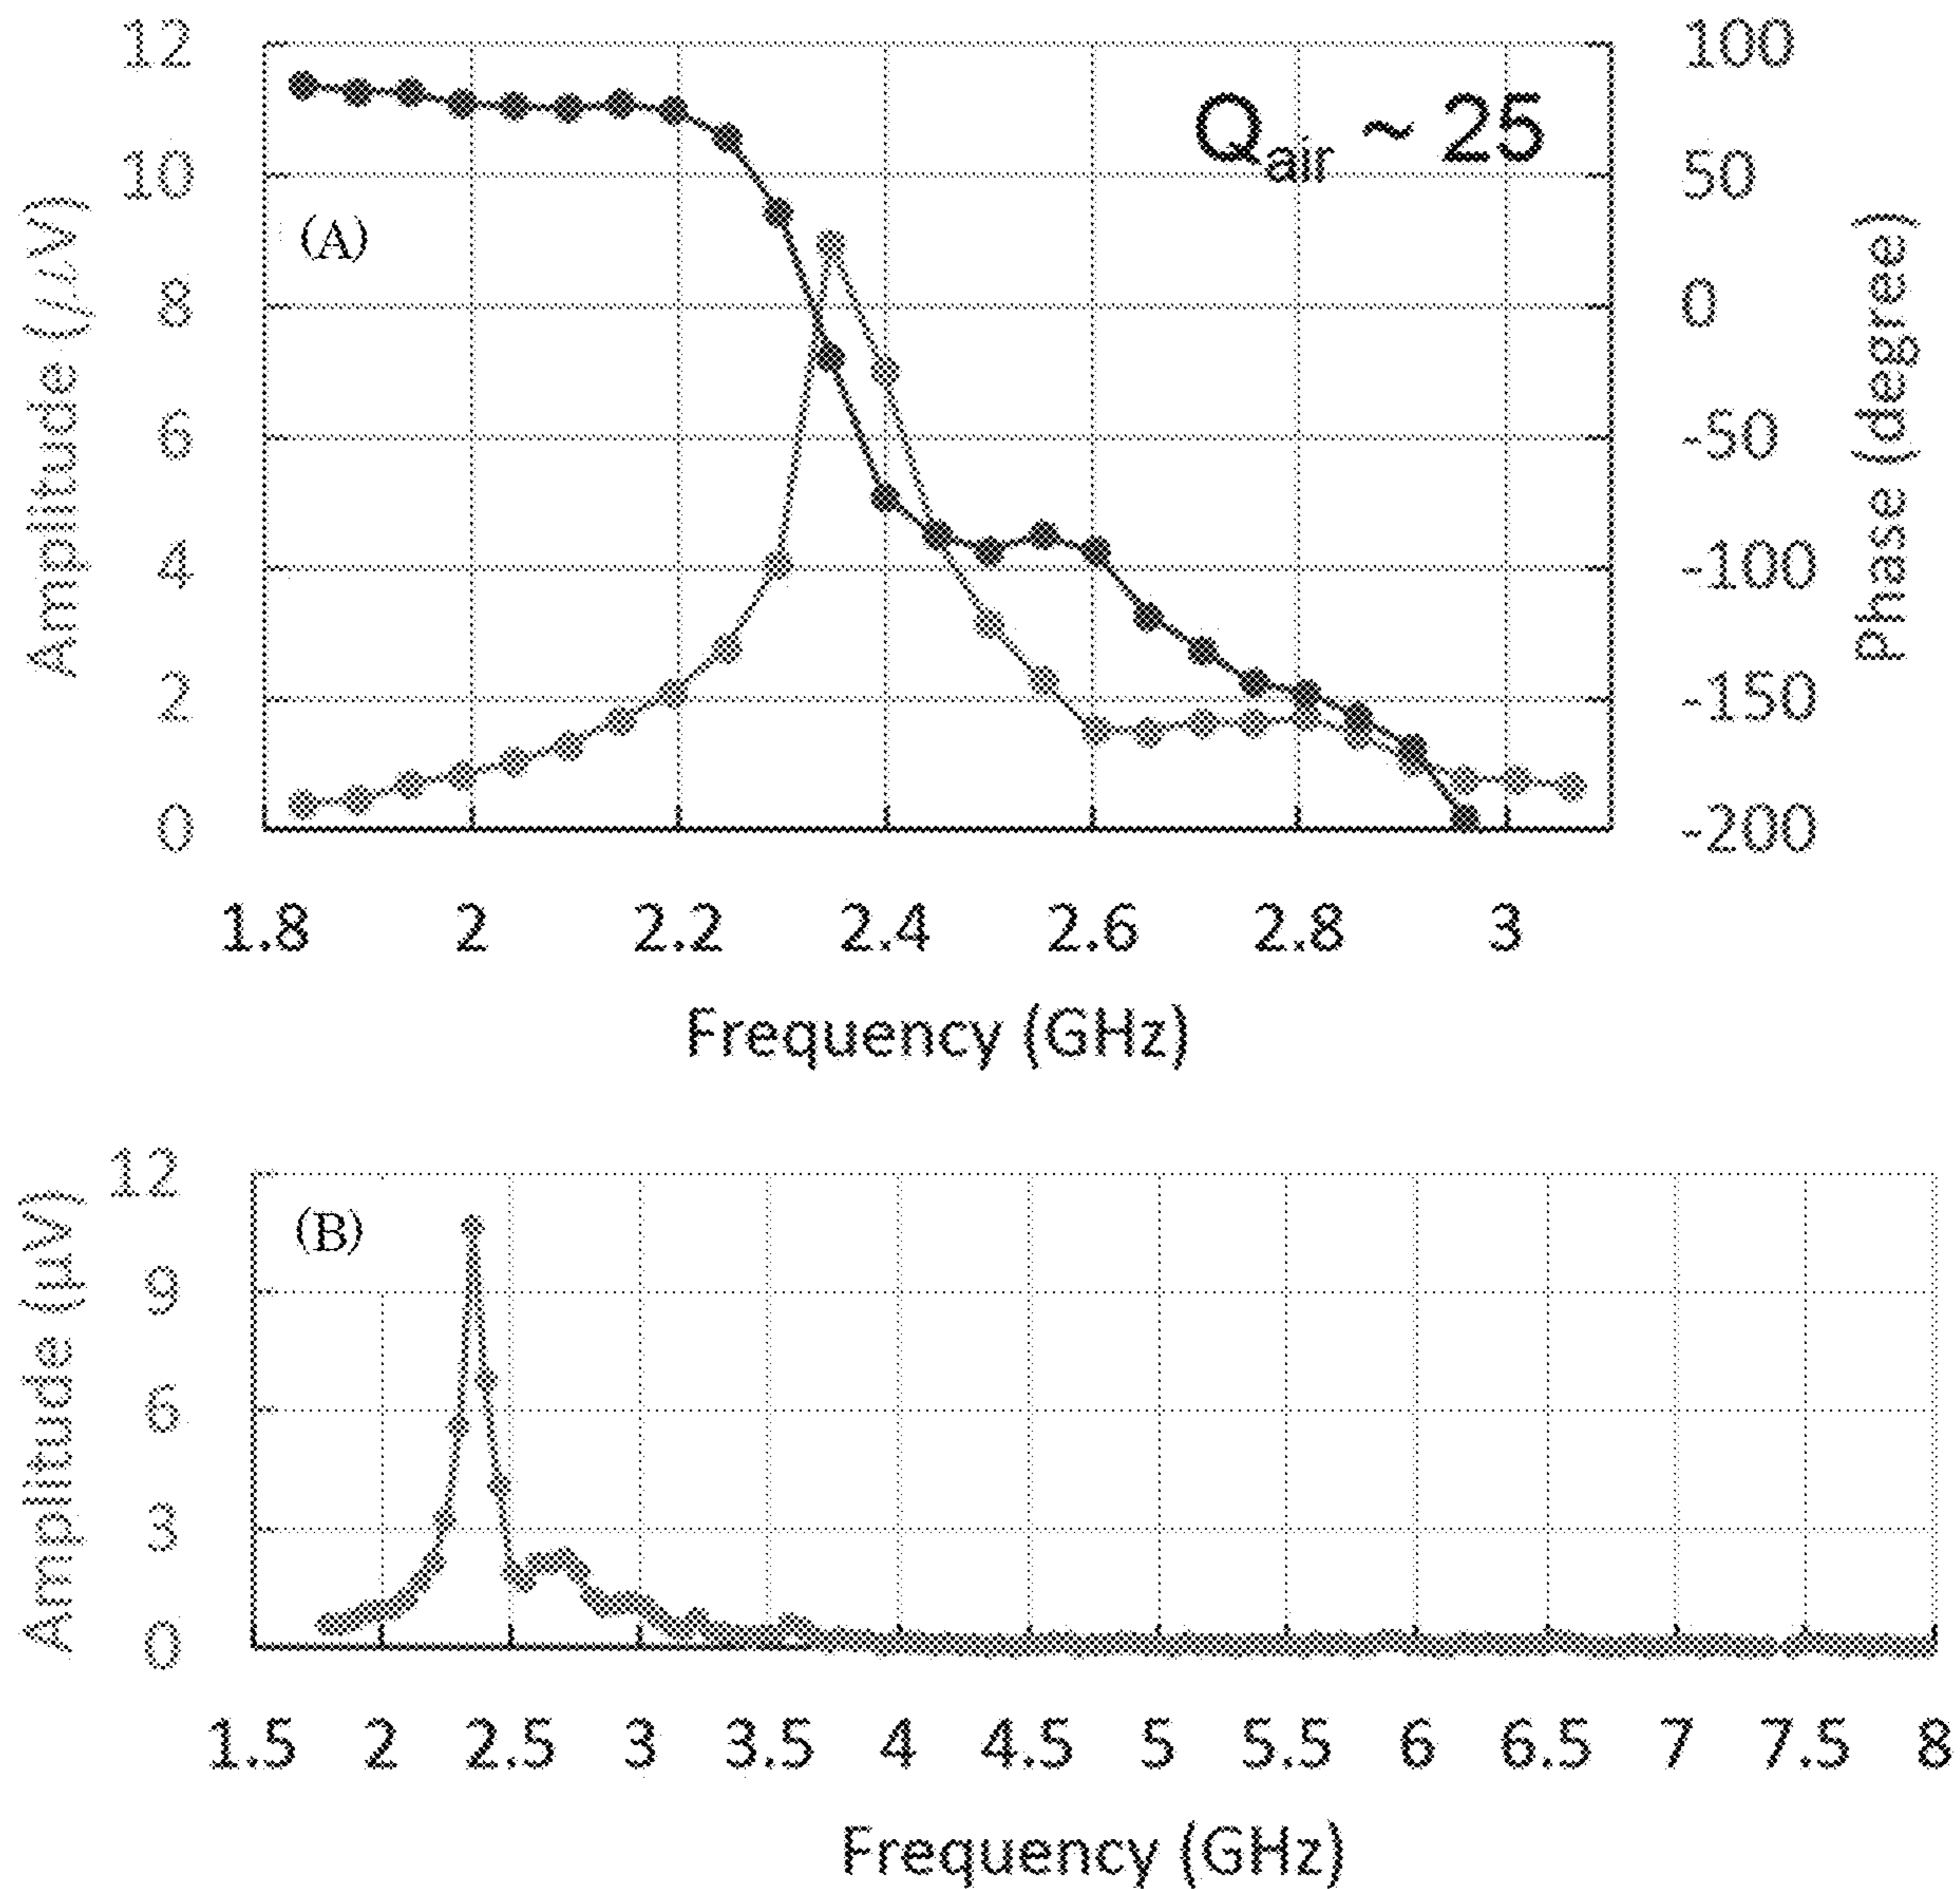 12 100
Q_air ~ 25
10 50
(A)
8 0
6 -50
4 -100
2 -150
0 -200
Amplitude (μV)
Phase (degree)
1.8 2 2.2 2.4 2.6 2.8 3
Frequency (GHz)
12
(B)
9
6
3
0
Amplitude (μV)
1.5 2 2.5 3 3.5 4 4.5 5 5.5 6 6.5 7 7.5 8
Frequency (GHz)